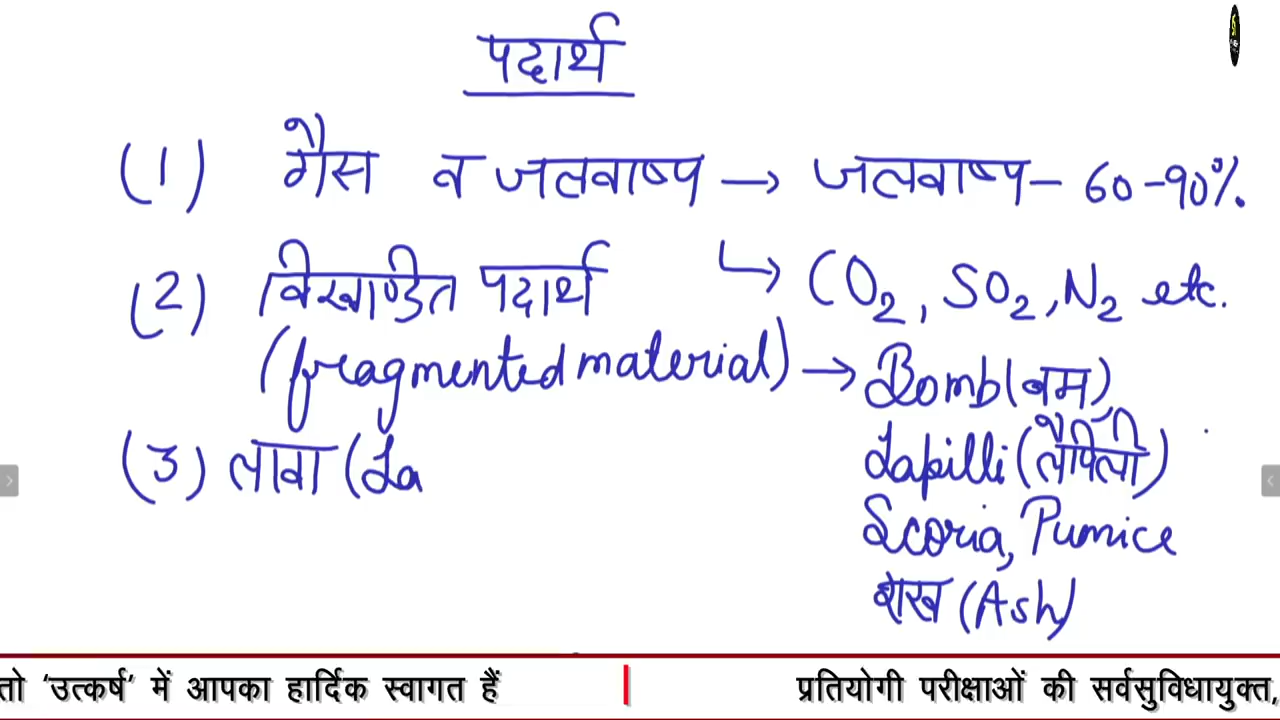 पदार्थ
(1) गैस व जलवाष्प → जलवाष्प - 60-90%.
↳ CO₂, SO₂, N₂ etc.
(2) विखण्डित पदार्थ
(fragmented material) → Bomb (बम),
Lapilli (लैपिली)
Scoria, Pumice
राख (Ash)
(3) लावा (La
तो 'उत्कर्ष' में आपका हार्दिक स्वागत हैं | प्रतियोगी परीक्षाओं की सर्वसुविधायुक्त,